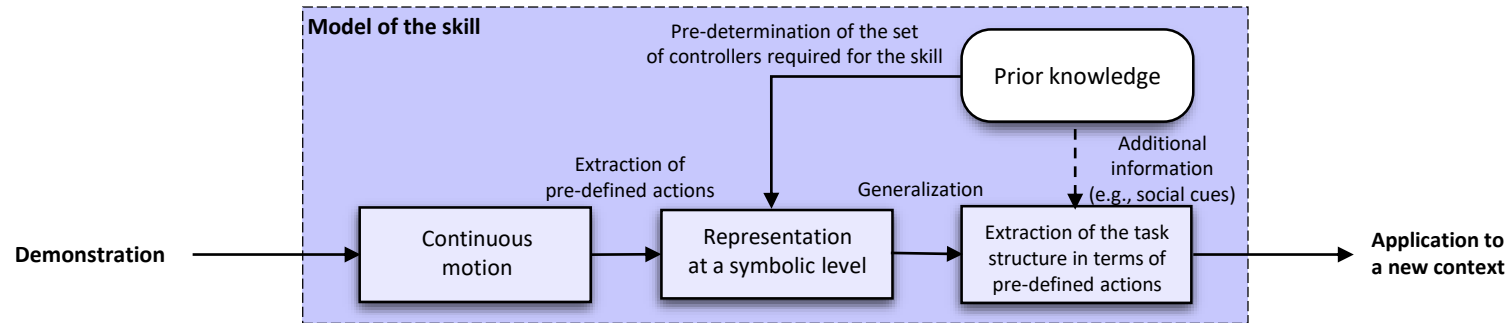 Model of the skill
Pre-determination of the set
of controllers required for the skill
Prior knowledge
Additional
information
(e.g., social cues)
Extraction of
pre-defined actions
Generalization
Demonstration
Continuous
motion
Representation
at a symbolic level
Extraction of the task
structure in terms of
pre-defined actions
Application to
a new context